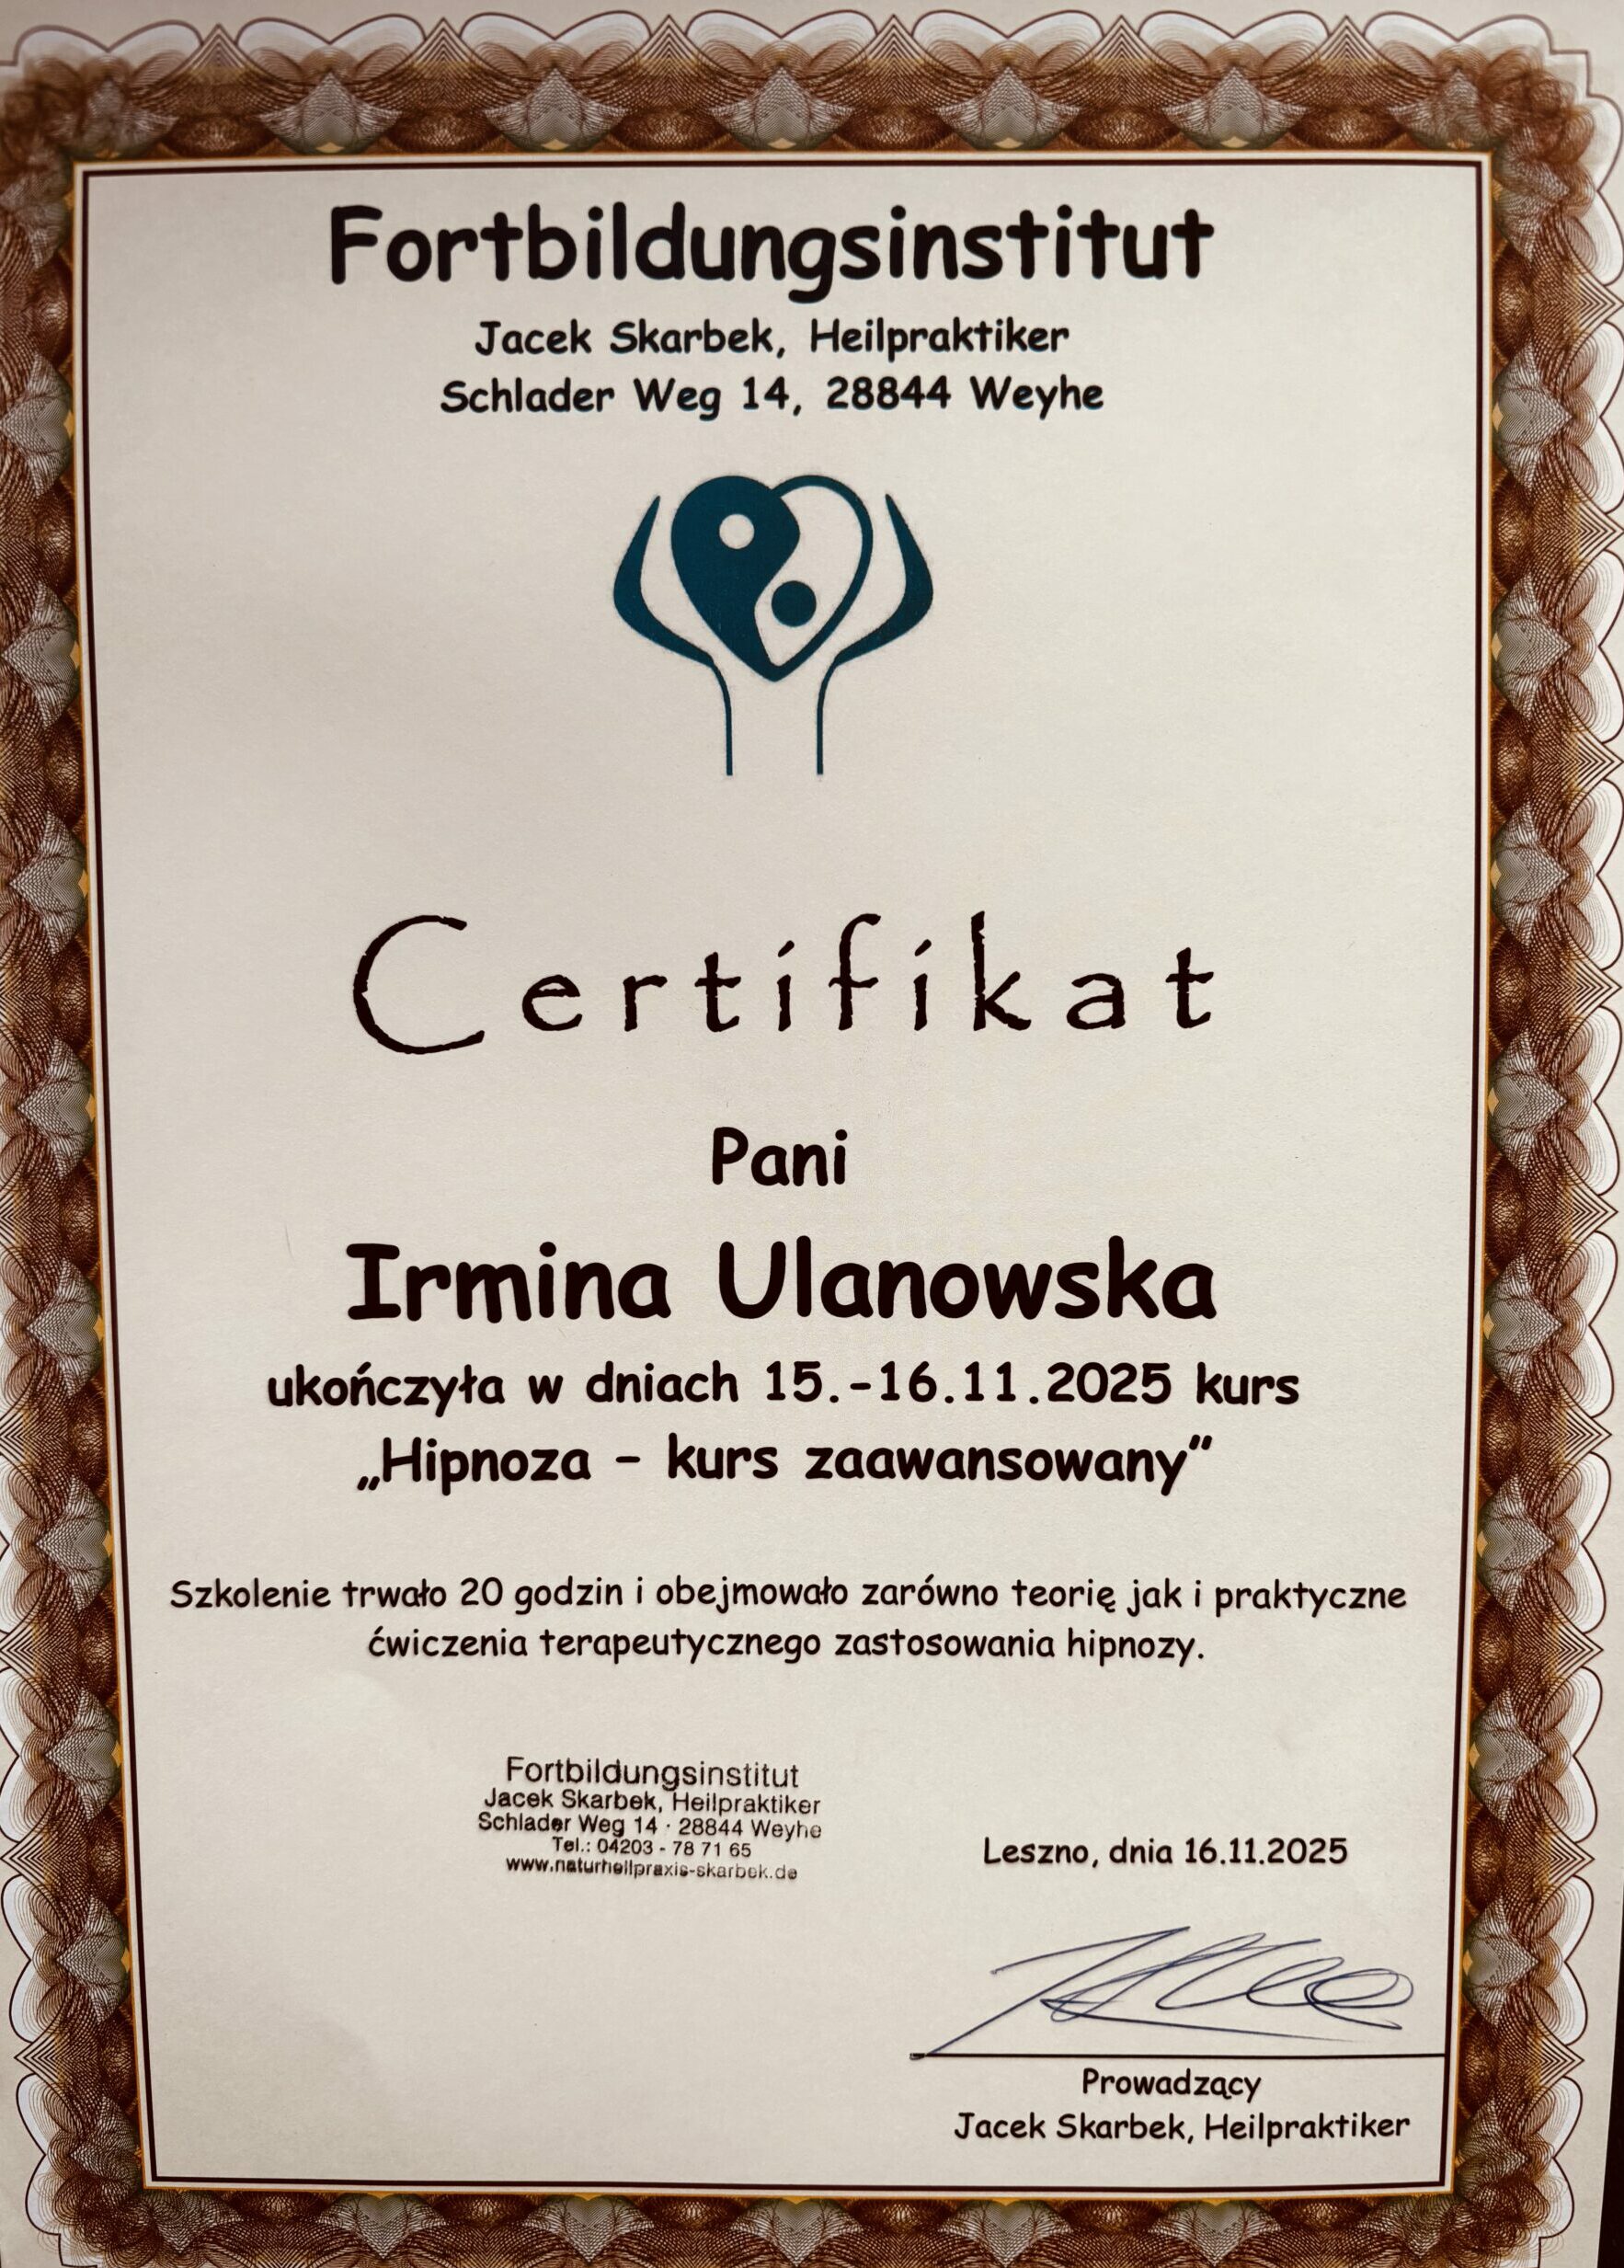 Fortbildungsinstitut
Jacek Skarbek, Heilpraktiker
Schlader Weg 14, 28844 Weyhe
Certifikat
Pani
Irmina Ulanowska
ukończyła w dniach 15.-16.11.2025 kurs
„Hipnoza - kurs zaawansowany”
Szkolenie trwało 20 godzin i obejmowało zarówno teorię jak i praktyczne
ćwiczenia terapeutycznego zastosowania hipnozy.
Fortbildungsinstitut
Jacek Skarbek, Heilpraktiker
Schlader Weg 14 · 28844 Weyhe
Tel.: 04203 - 78 71 65
www.naturheilpraxis-skarbek.de
Leszno, dnia 16.11.2025
Prowadzący
Jacek Skarbek, Heilpraktiker